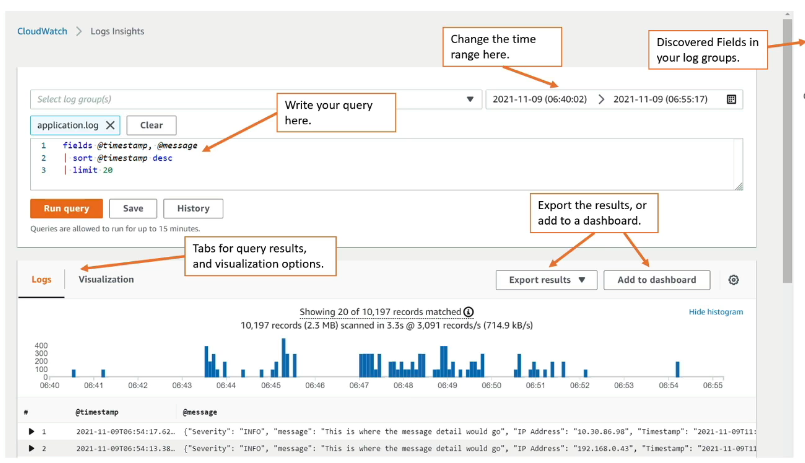 CloudWatch > Logs Insights
Change the time
range here.
Discovered Fields in
your log groups.
Select log group(s)
2021-11-09 (06:40:02) > 2021-11-09 (06:55:17)
Write your query
here.
application.log X Clear
1 fields @timestamp, @message
2 | sort @timestamp desc
3 | limit 20
Run query Save History
Queries are allowed to run for up to 15 minutes.
Export the results, or
add to a dashboard.
Tabs for query results,
and visualization options.
Logs Visualization Export results ▼ Add to dashboard
Showing 20 of 10,197 records matched
Hide histogram
10,197 records (2.3 MB) scanned in 3.3s @ 3,091 records/s (714.9 kB/s)
400
300
200
100
0
06:40 06:41 06:42 06:43 06:44 06:45 06:46 06:47 06:48 06:49 06:50 06:51 06:52 06:53 06:54 06:55
# @timestamp @message
1 2021-11-09T06:54:17.62… {"Severity": "INFO", "message": "This is where the message detail would go", "IP Address": "10.30.86.98", "Timestamp": "2021-11-09T11:
2 2021-11-09T06:54:13.38… {"Severity": "INFO", "message": "This is where the message detail would go", "IP Address": "192.168.0.43", "Timestamp": "2021-11-09T11